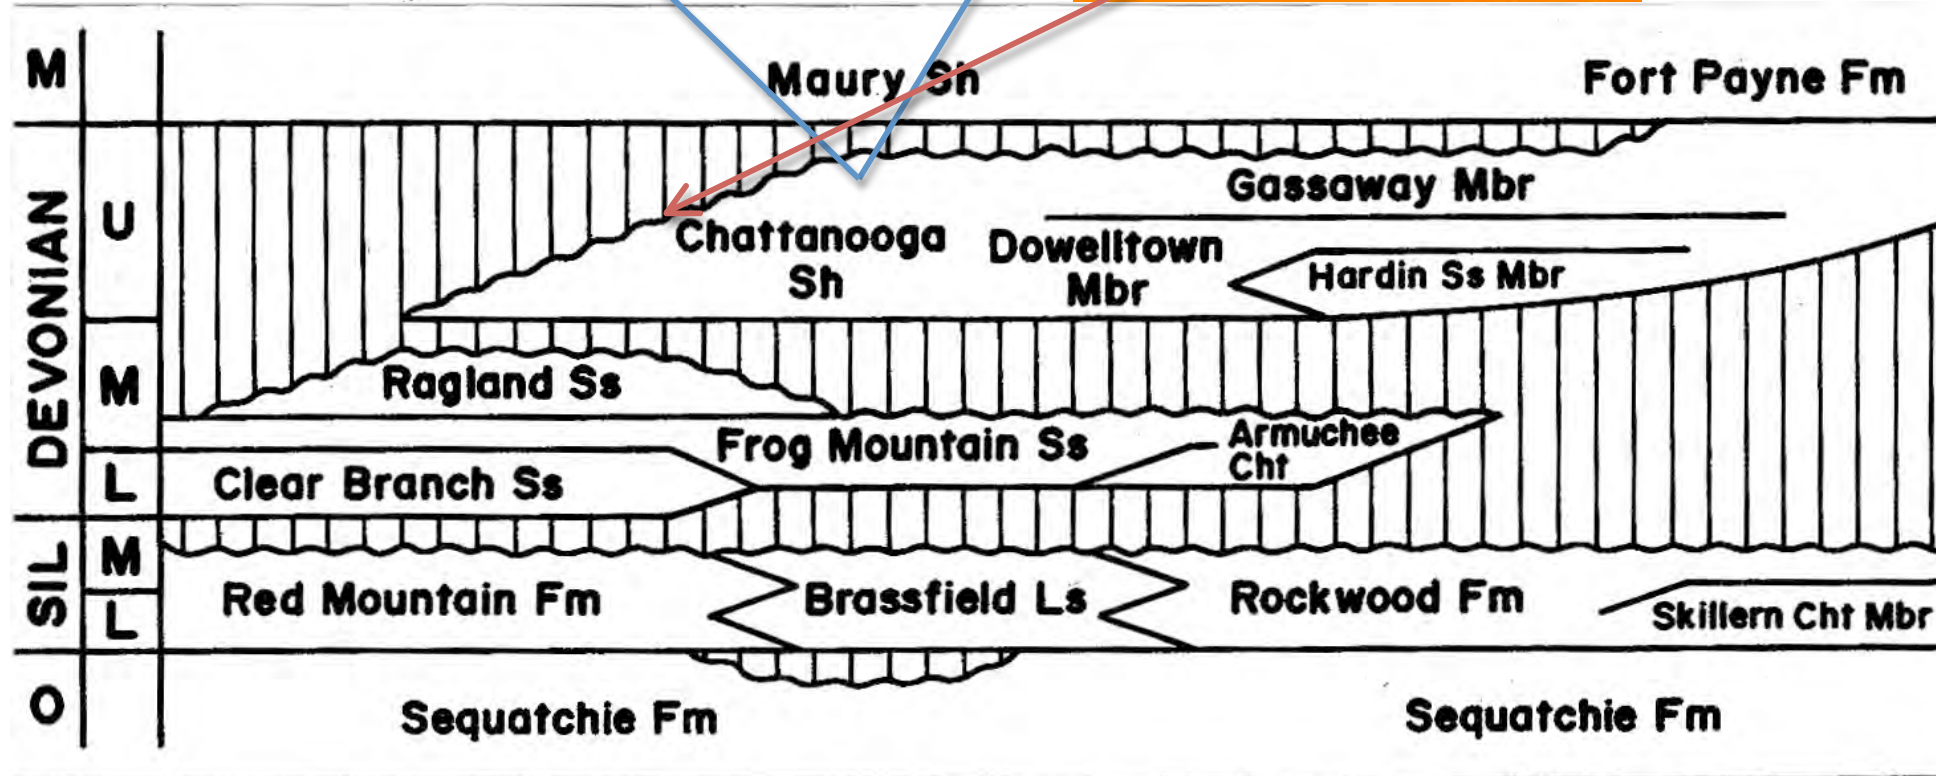 M
Maury Sh
Fort Payne Fm
DEVONIAN
U
Gassaway Mbr
Chattanooga
Sh
Dowelltown
Mbr
Hardin Ss Mbr
M
Ragland Ss
Frog Mountain Ss
Armuchee
Cht
L
Clear Branch Ss
SIL
M
L
Red Mountain Fm
Brassfield Ls
Rockwood Fm
Skillern Cht Mbr
O
Sequatchie Fm
Sequatchie Fm